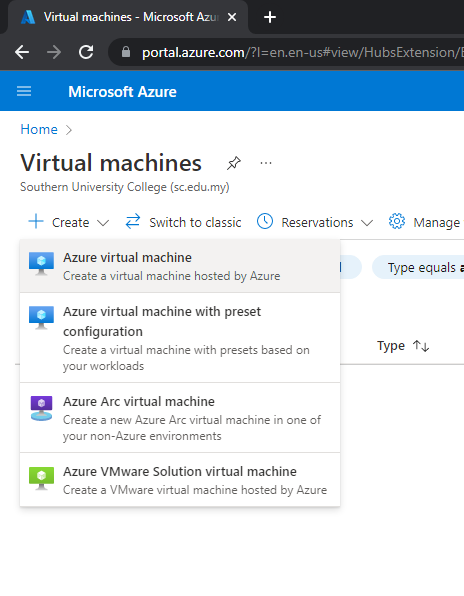 Virtual machines - Microsoft Azur
portal.azure.com/?l=en.en-us#view/HubsExtension/
Microsoft Azure
Home
Virtual machines
Southern University College (sc.edu.my)
Create Switch to classic Reservations Manage
Azure virtual machine
Create a virtual machine hosted by Azure
Type equals
Azure virtual machine with preset
configuration
Create a virtual machine with presets based on
your workloads
Type
Azure Arc virtual machine
Create a new Azure Arc virtual machine in one of
your non-Azure environments
Azure VMware Solution virtual machine
Create a VMware virtual machine hosted by Azure